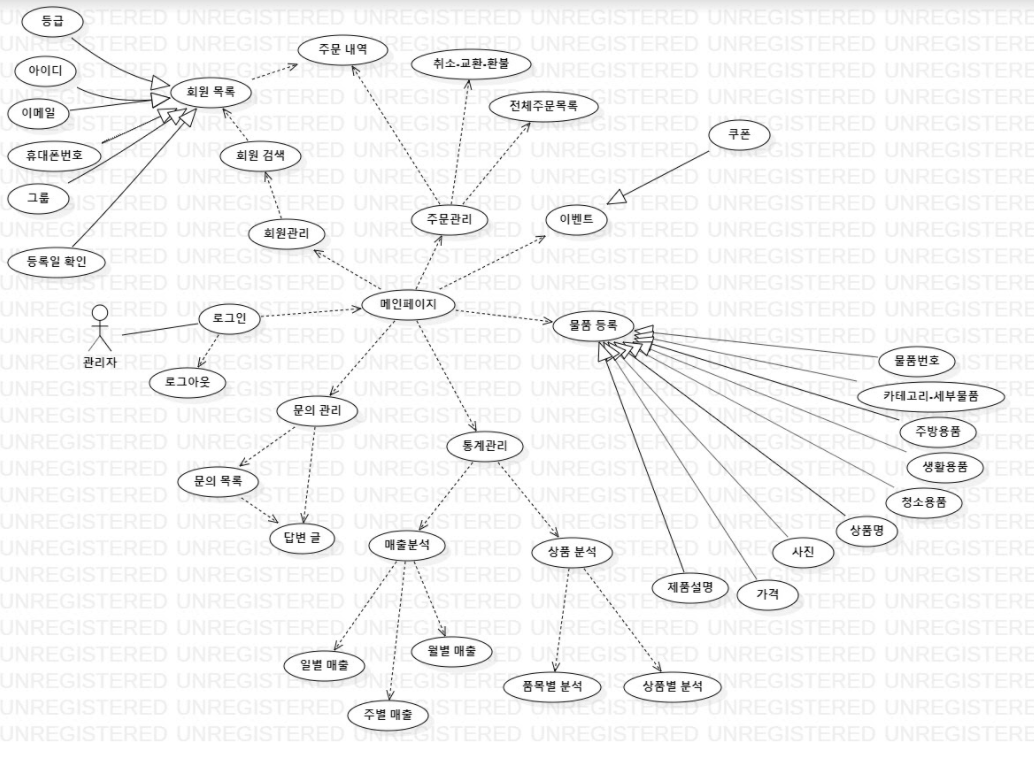 등급
주문 내역
취소-교환-환불
아이디
회원 목록
전체주문목록
이메일
쿠폰
휴대폰번호
회원 검색
그룹
주문관리
이벤트
회원관리
등록일 확인
메인페이지
로그인
물품 등록
관리자
물품번호
로그아웃
카테고리-세부물품
문의 관리
주방용품
통계관리
생활용품
문의 목록
청소용품
상품명
답변 글
매출분석
상품 분석
사진
제품설명
가격
월별 매출
일별 매출
품목별 분석
상품별 분석
주별 매출
UNREGISTERED UNREGISTERED UNREGISTERED UNREGISTERED UNREGISTERED UNREGISTERED